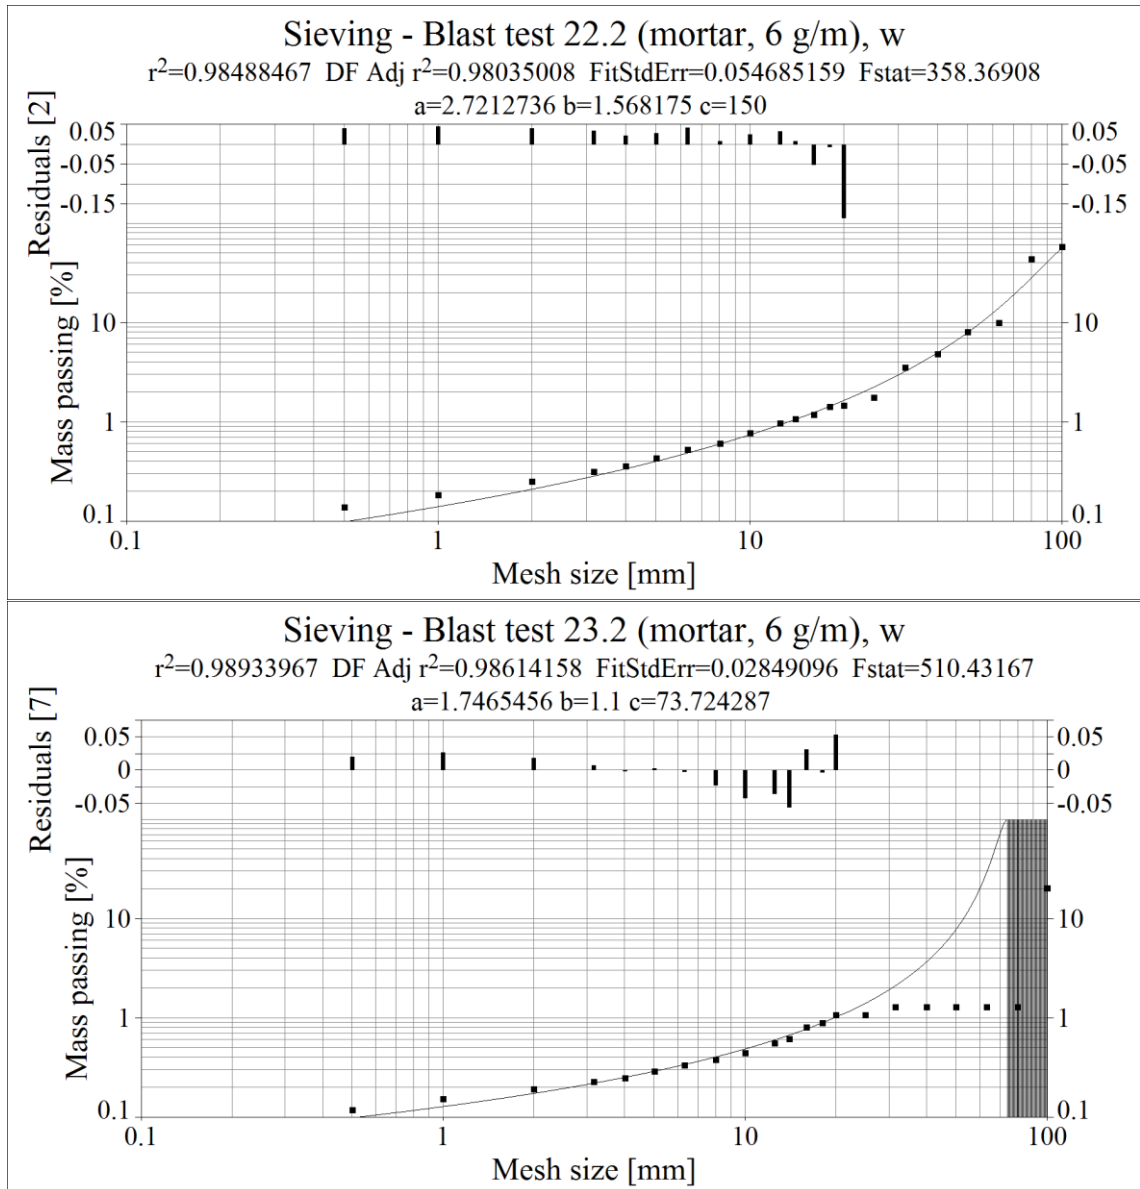 Sieving - Blast test 22.2 (mortar, 6 g/m), w
r²=0.98488467 DF Adj r²=0.98035008 FitStdErr=0.054685159 Fstat=358.36908
a=2.7212736 b=1.568175 c=150
Residuals [2]
0.05
-0.05
-0.15
0.05
-0.05
-0.15
Mass passing [%]
10
1
0.1
10
1
0.1
0.1 1 10 100
Mesh size [mm]
Sieving - Blast test 23.2 (mortar, 6 g/m), w
r²=0.98933967 DF Adj r²=0.98614158 FitStdErr=0.02849096 Fstat=510.43167
a=1.7465456 b=1.1 c=73.724287
Residuals [7]
0.05
0
-0.05
0.05
0
-0.05
Mass passing [%]
10
1
0.1
10
1
0.1
0.1 1 10 100
Mesh size [mm]